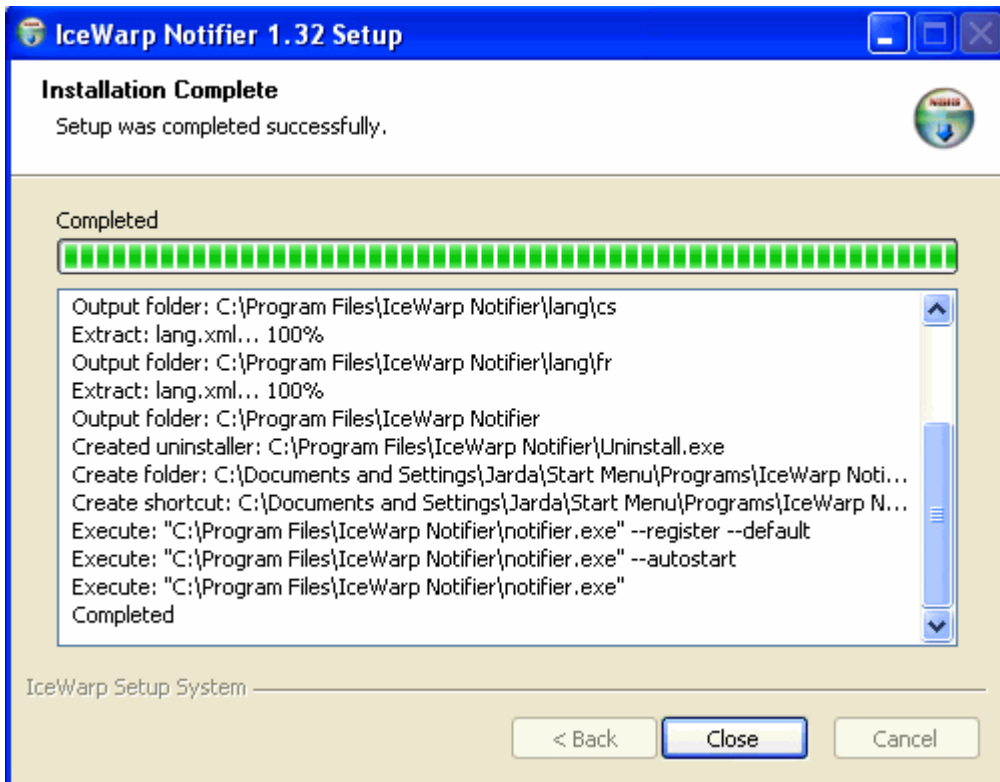 IceWarp Notifier 1.32 Setup
Installation Complete
Setup was completed successfully.
Completed
Output folder: C:\Program Files\IceWarp Notifier\lang\cs
Extract: lang.xml... 100%
Output folder: C:\Program Files\IceWarp Notifier\lang\fr
Extract: lang.xml... 100%
Output folder: C:\Program Files\IceWarp Notifier
Created uninstaller: C:\Program Files\IceWarp Notifier\Uninstall.exe
Create folder: C:\Documents and Settings\Jarda\Start Menu\Programs\IceWarp Noti...
Create shortcut: C:\Documents and Settings\Jarda\Start Menu\Programs\IceWarp N...
Execute: "C:\Program Files\IceWarp Notifier\notifier.exe" --register --default
Execute: "C:\Program Files\IceWarp Notifier\notifier.exe" --autostart
Execute: "C:\Program Files\IceWarp Notifier\notifier.exe"
Completed
IceWarp Setup System
< Back
Close
Cancel